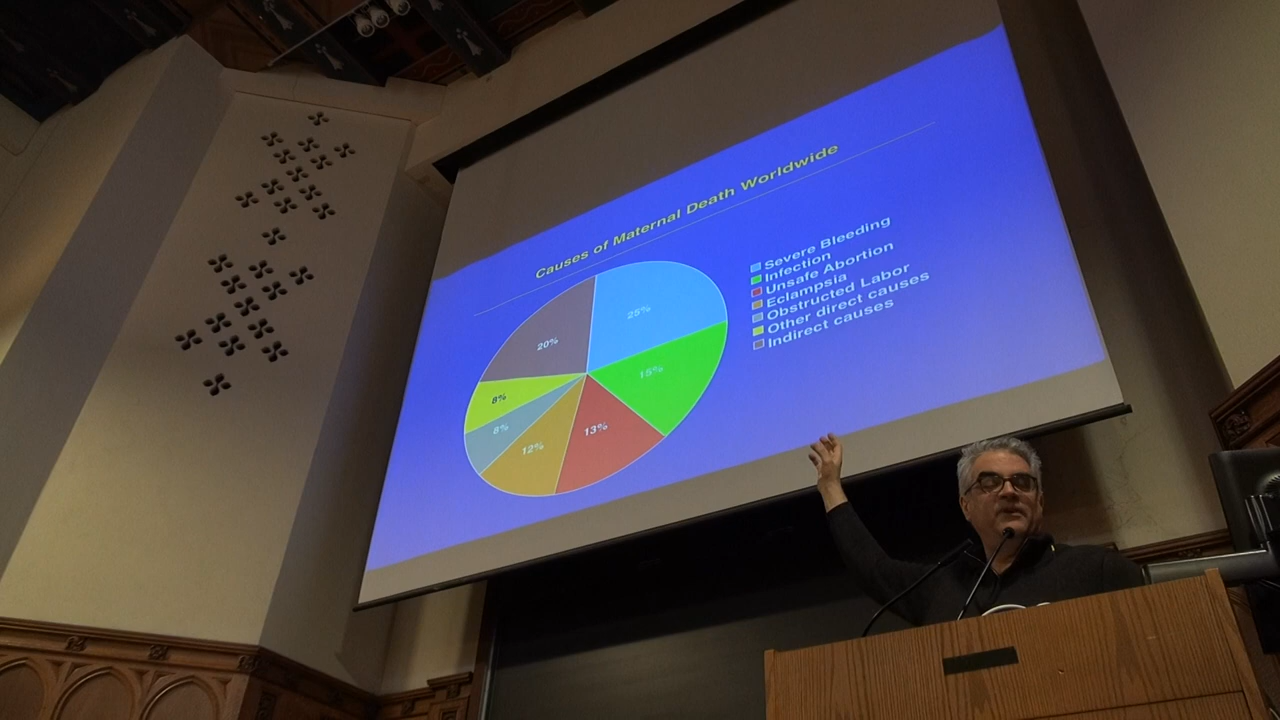 Causes of Maternal Death Worldwide
25%
15%
13%
12%
8%
8%
20%
Severe Bleeding
Infection
Unsafe Abortion
Eclampsia
Obstructed Labor
Other direct causes
Indirect causes